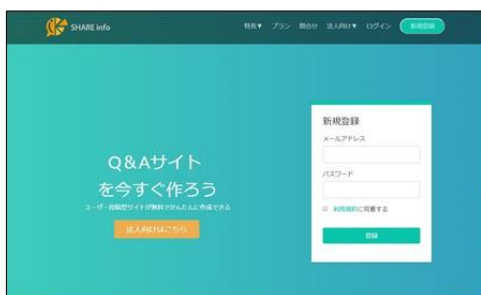 SHARE info
特長▼ プラン 問合せ 法人向け▼ ログイン 新規登録
新規登録
メールアドレス
Q&Aサイト
を今すぐ作ろう
ユーザー投稿型サイトが無料でかんたんに作成できる
法人向けはこちら
パスワード
利用規約に同意する
登録